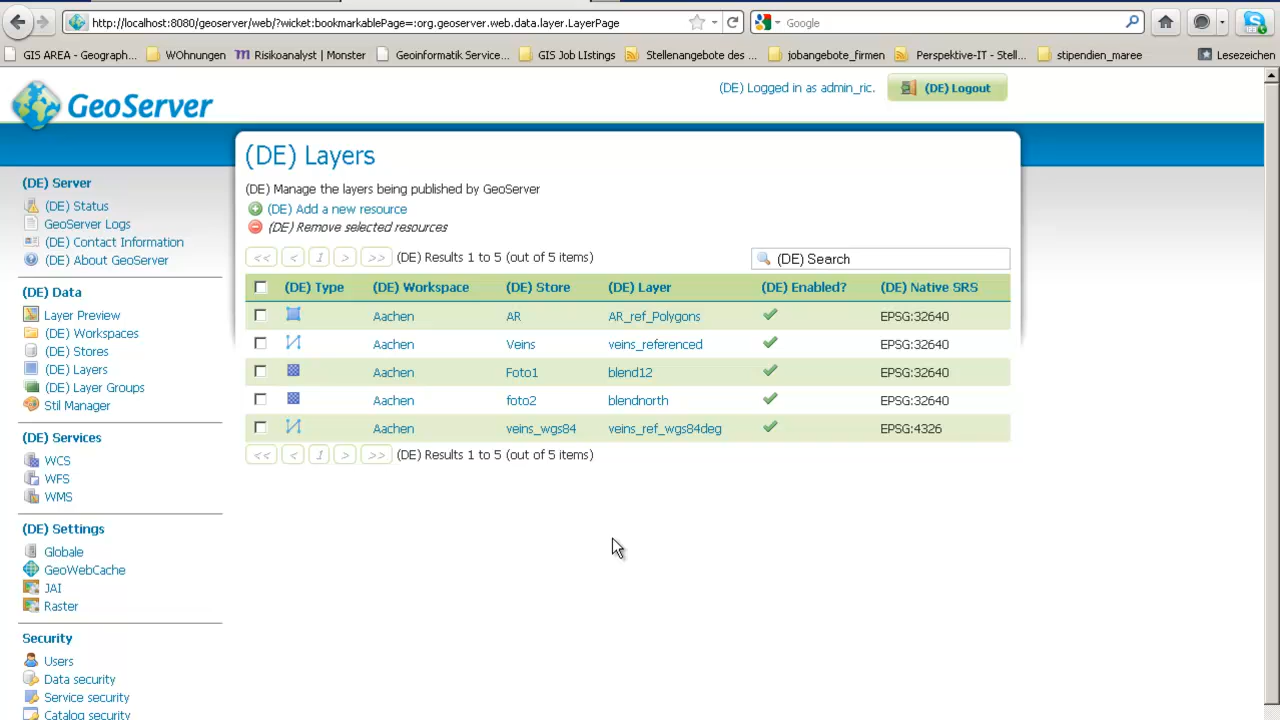 http://localhost:8080/geoserver/web/?wicket:bookmarkablePage=:org.geoserver.web.data.layer.LayerPage
Google
GIS AREA - Geograph...
WOhnungen
Risikoanalyst | Monster
Geoinformatik Service...
GIS Job LIstings
Stellenangebote des ...
jobangebote_firmen
Perspektive-IT - Stell...
stipendien_maree
Lesezeichen
GeoServer
(DE) Logged in as admin_ric.
(DE) Logout
(DE) Server
(DE) Status
GeoServer Logs
(DE) Contact Information
(DE) About GeoServer
(DE) Data
Layer Preview
(DE) Workspaces
(DE) Stores
(DE) Layers
(DE) Layer Groups
Stil Manager
(DE) Services
WCS
WFS
WMS
(DE) Settings
Globale
GeoWebCache
JAI
Raster
Security
Users
Data security
Service security
Catalog security
(DE) Layers
(DE) Manage the layers being published by GeoServer
(DE) Add a new resource
(DE) Remove selected resources
<< < 1 > >> (DE) Results 1 to 5 (out of 5 items)
(DE) Search
(DE) Type (DE) Workspace (DE) Store (DE) Layer (DE) Enabled? (DE) Native SRS
Aachen AR AR_ref_Polygons EPSG:32640
Aachen Veins veins_referenced EPSG:32640
Aachen Foto1 blend12 EPSG:32640
Aachen foto2 blendnorth EPSG:32640
Aachen veins_wgs84 veins_ref_wgs84deg EPSG:4326
<< < 1 > >> (DE) Results 1 to 5 (out of 5 items)